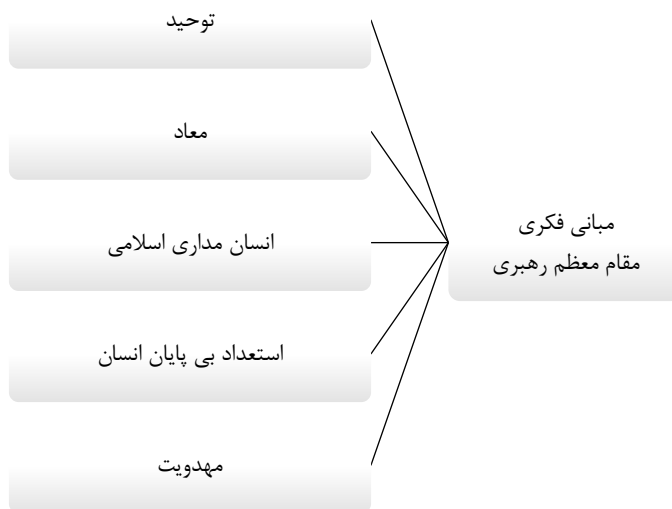 مبانی فکری
مقام معظم رهبری
توحید
معاد
انسان مداری اسلامی
استعداد بی پایان انسان
مهدویت